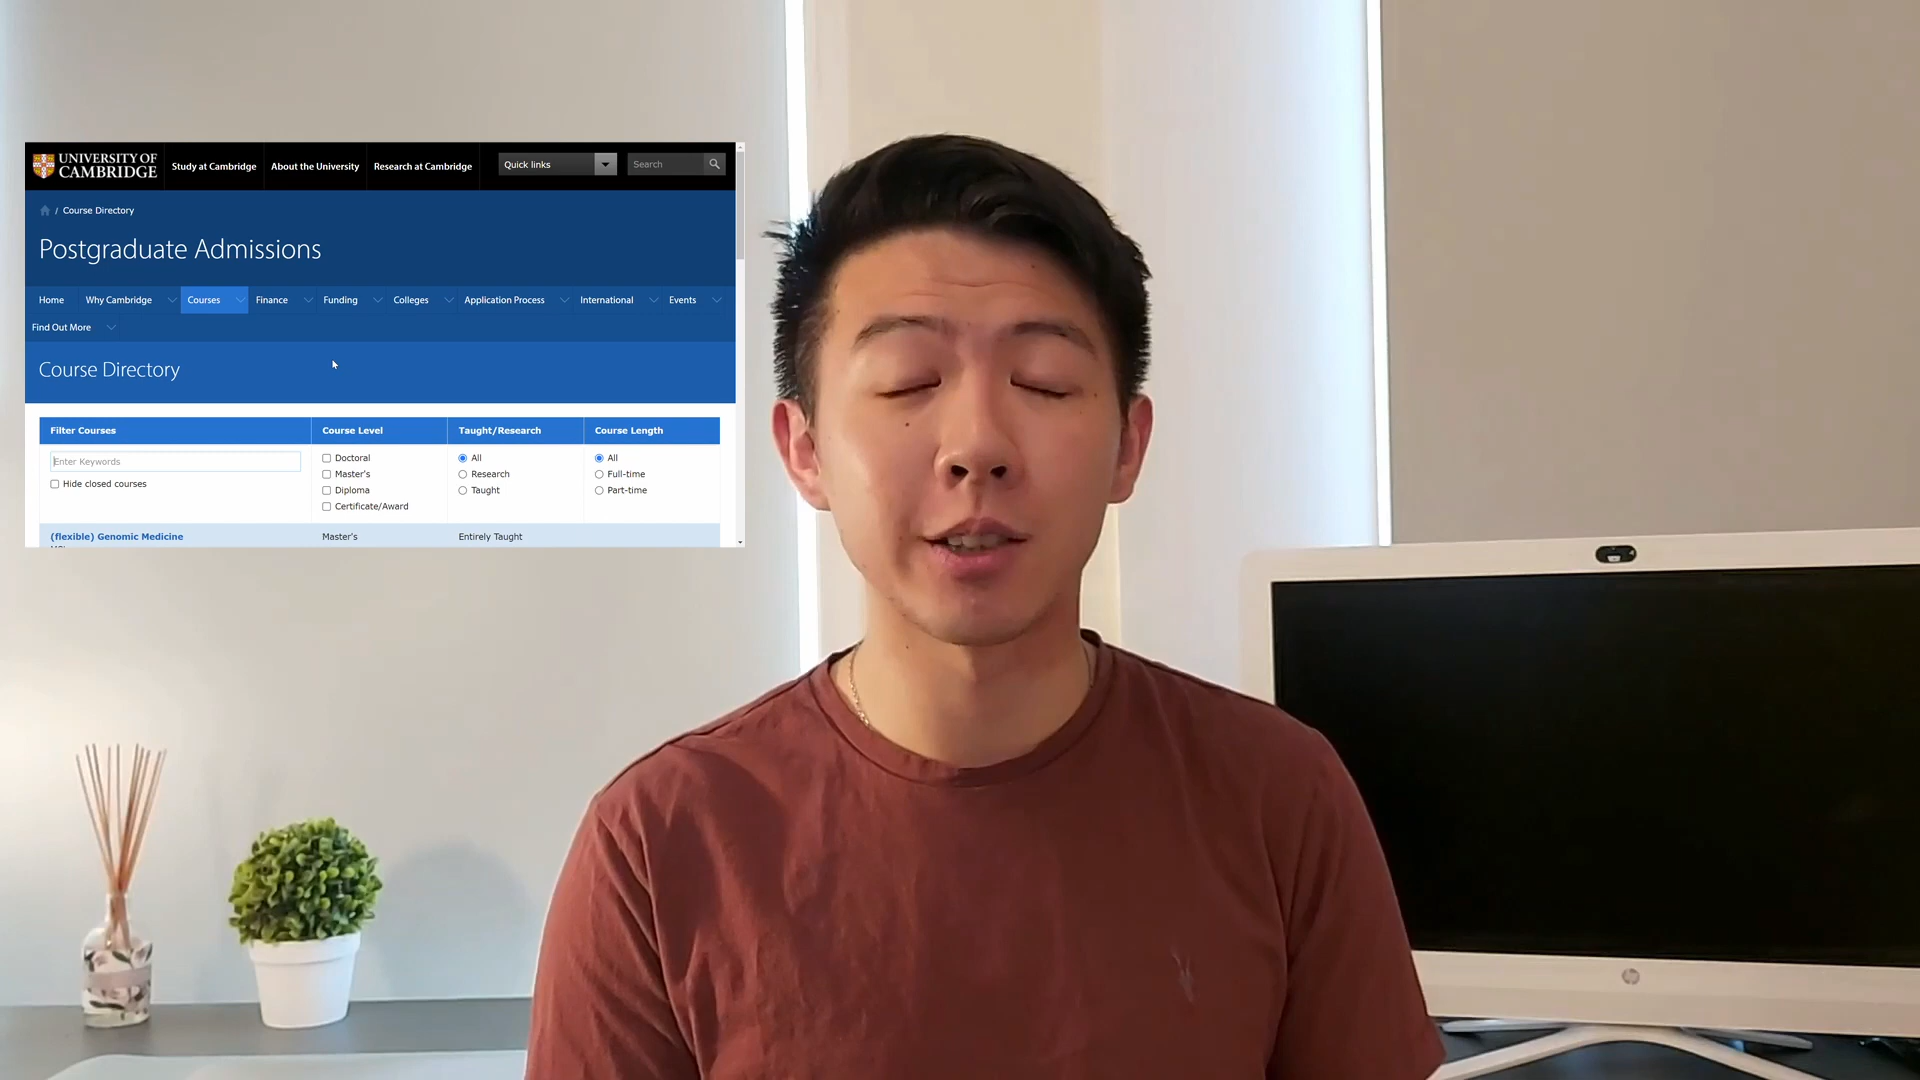 UNIVERSITY OF
CAMBRIDGE
Study at Cambridge
About the University
Research at Cambridge
Quick links
Search
/ Course Directory
Postgraduate Admissions
Home
Why Cambridge
Courses
Finance
Funding
Colleges
Application Process
International
Events
Find Out More
Course Directory
Filter Courses
Course Level
Taught/Research
Course Length
Enter Keywords
Hide closed courses
Doctoral
Master's
Diploma
Certificate/Award
All
Research
Taught
All
Full-time
Part-time
(flexible) Genomic Medicine
Master's
Entirely Taught
hp